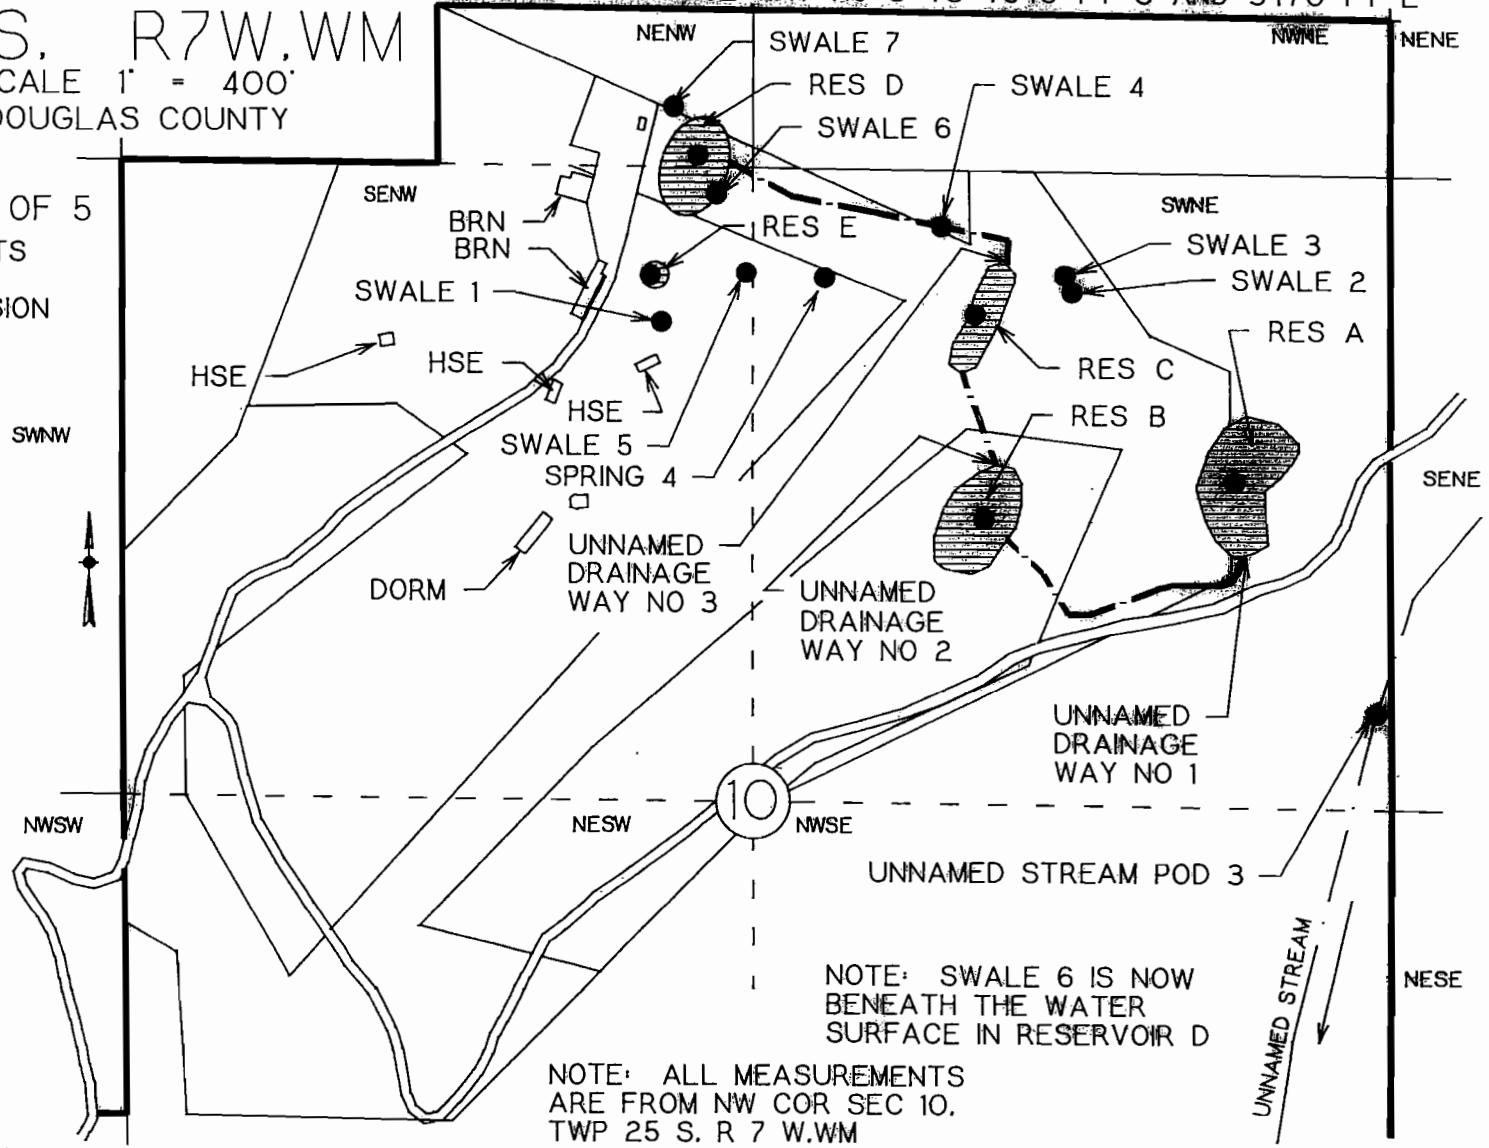 S, R7W,WM
SCALE 1" = 400'
DOUGLAS COUNTY
NENW
SWALE 7
NWNE
NENE
RES D
SWALE 4
SWALE 6
OF 5
SENW
SWNE
BRN
BRN
RES E
SWALE 3
SWALE 2
SWALE 1
RES A
HSE
HSE
RES C
HSE
RES B
SWNW
SWALE 5
SPRING 4
SENE
UNNAMED
DRAINAGE
WAY NO 3
DORM
UNNAMED
DRAINAGE
WAY NO 2
UNNAMED
DRAINAGE
WAY NO 1
10
NWSW
NESW
NWSE
UNNAMED STREAM POD 3
UNNAMED STREAM
NESE
NOTE: SWALE 6 IS NOW
BENEATH THE WATER
SURFACE IN RESERVOIR D
NOTE: ALL MEASUREMENTS
ARE FROM NW COR SEC 10,
TWP 25 S. R 7 W.WM